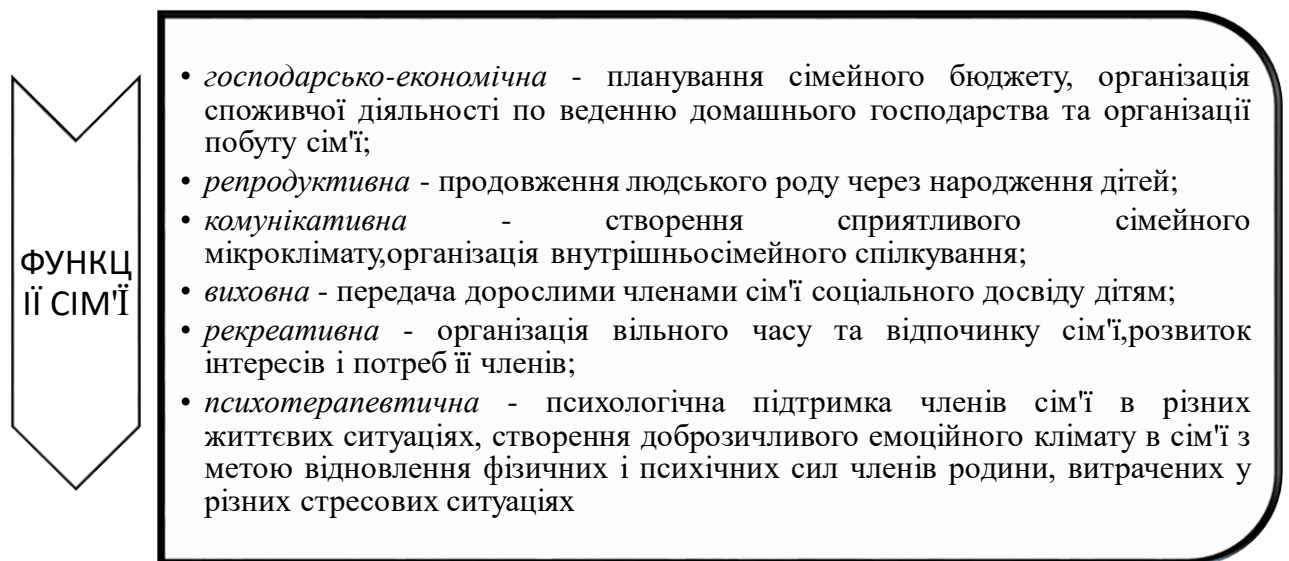 ФУНКЦ
ІЇ СІМ'Ї
• господарсько-економічна - планування сімейного бюджету, організація
споживчої діяльності по веденню домашнього господарства та організації
побуту сім'ї;
• репродуктивна - продовження людського роду через народження дітей;
• комунікативна - створення сприятливого сімейного
мікроклімату,організація внутрішньосімейного спілкування;
• виховна - передача дорослими членами сім'ї соціального досвіду дітям;
• рекреативна - організація вільного часу та відпочинку сім'ї,розвиток
інтересів і потреб її членів;
• психотерапевтична - психологічна підтримка членів сім'ї в різних
життєвих ситуаціях, створення доброзичливого емоційного клімату в сім'ї з
метою відновлення фізичних і психічних сил членів родини, витрачених у
різних стресових ситуаціях